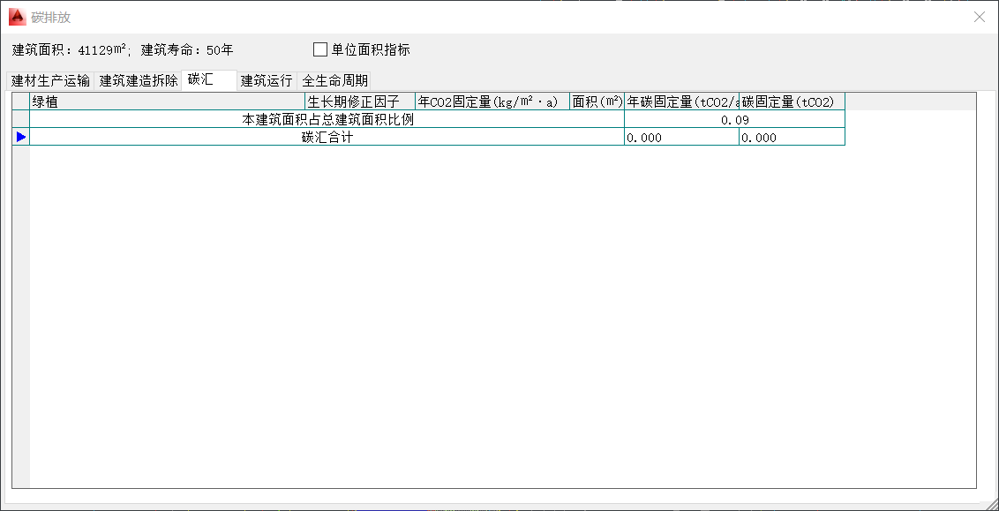 碳排放
建筑面积：41129m²; 建筑寿命：50年 单位面积指标
建材生产运输 建筑建造拆除 碳汇 建筑运行 全生命周期
绿植 生长期修正因子 年CO2固定量(kg/m²·a) 面积(m²) 年碳固定量(tCO2/a 碳固定量(tCO2)
本建筑面积占总建筑面积比例 0.09
碳汇合计 0.000 0.000